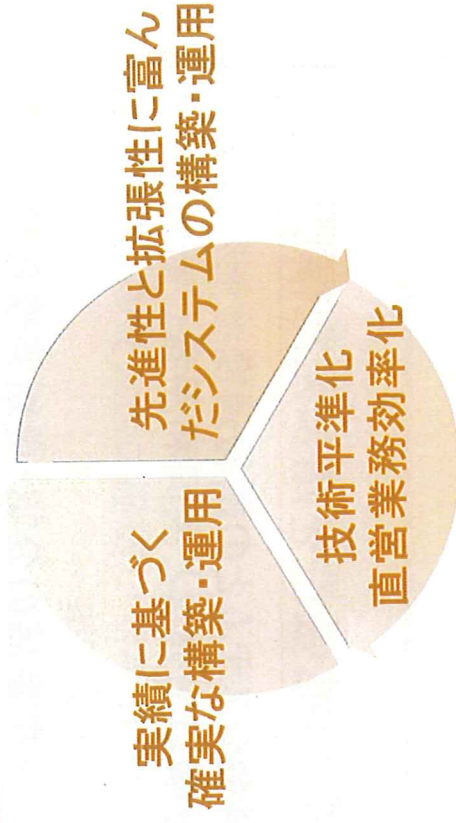 実績に基づく
確実な構築・運用
先進性と拡張性に富ん
だシステムの構築・運用
技術平準化
直営業務効率化